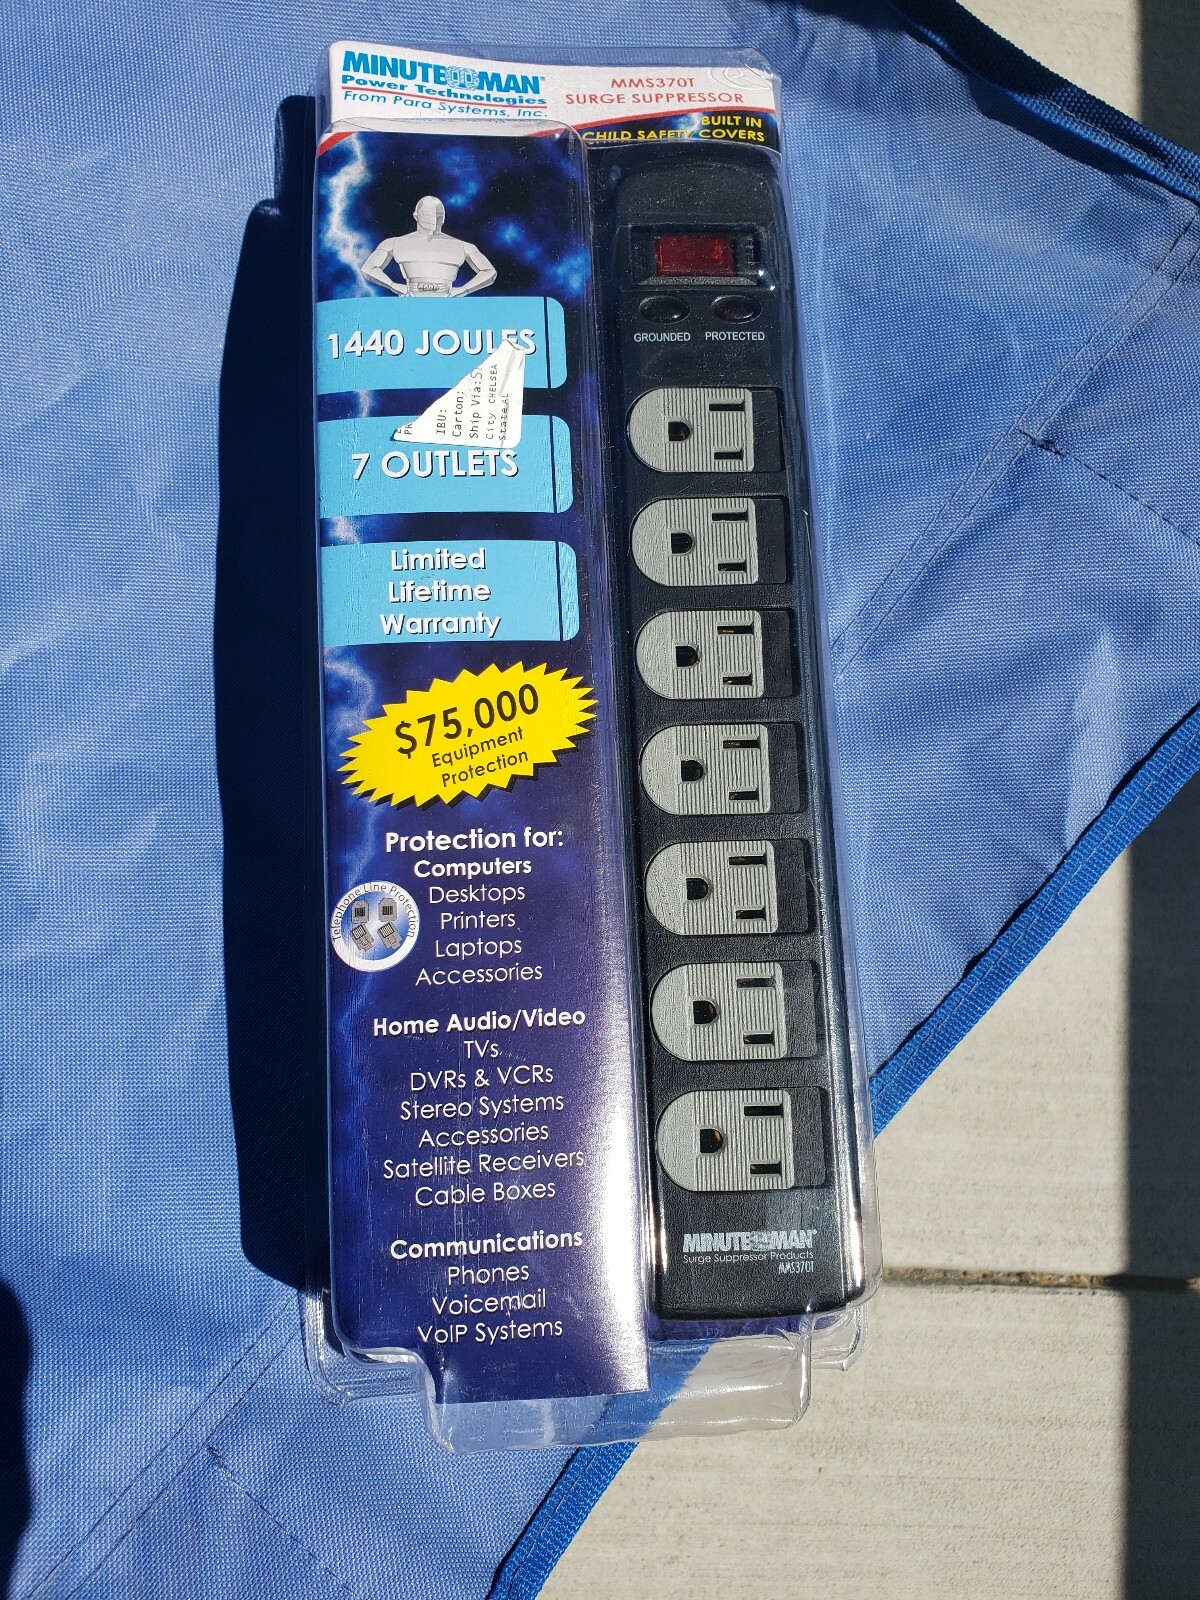 MINUTEMAN®
Power Technologies
From Para Systems, Inc.
MMS370T
SURGE SUPPRESSOR
BUILT IN
CHILD SAFETY COVERS
GROUNDED PROTECTED
1440 JOULES
IBU:
Carton:
Ship Via:
City CHELSEA
State AL
7 OUTLETS
Limited
Lifetime
Warranty
$75,000
Equipment
Protection
Protection for:
Computers
Desktops
Printers
Laptops
Accessories
Telephone Line Protection
Home Audio/Video
TVs
DVRs & VCRs
Stereo Systems
Accessories
Satellite Receivers
Cable Boxes
Communications
Phones
Voicemail
VoIP Systems
MINUTEMAN®
Surge Suppressor Products
MMS370T